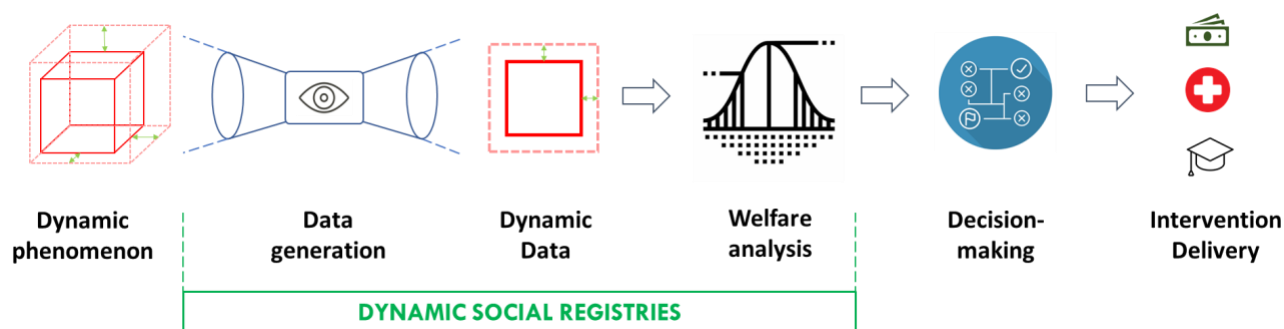 Dynamic
phenomenon
Data
generation
Dynamic
Data
Welfare
analysis
Decision-
making
Intervention
Delivery
DYNAMIC SOCIAL REGISTRIES